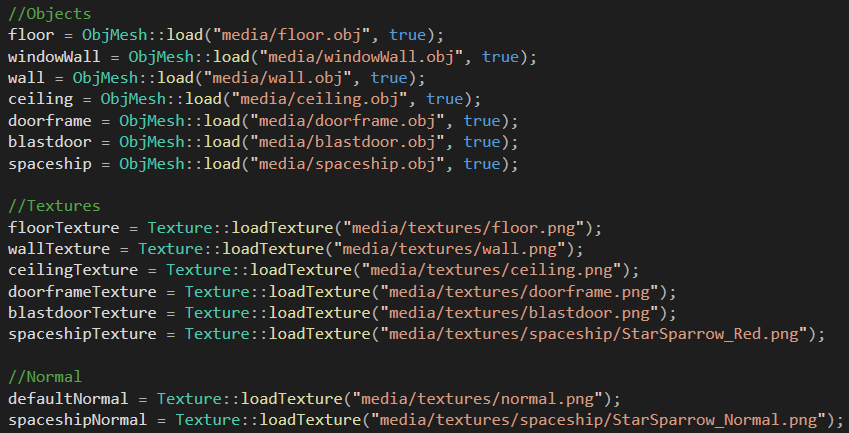 //Objects
floor = ObjMesh::load("media/floor.obj", true);
windowWall = ObjMesh::load("media/windowWall.obj", true);
wall = ObjMesh::load("media/wall.obj", true);
ceiling = ObjMesh::load("media/ceiling.obj", true);
doorframe = ObjMesh::load("media/doorframe.obj", true);
blastdoor = ObjMesh::load("media/blastdoor.obj", true);
spaceship = ObjMesh::load("media/spaceship.obj", true);

//Textures
floorTexture = Texture::loadTexture("media/textures/floor.png");
wallTexture = Texture::loadTexture("media/textures/wall.png");
ceilingTexture = Texture::loadTexture("media/textures/ceiling.png");
doorframeTexture = Texture::loadTexture("media/textures/doorframe.png");
blastdoorTexture = Texture::loadTexture("media/textures/blastdoor.png");
spaceshipTexture = Texture::loadTexture("media/textures/spaceship/StarSparrow_Red.png");

//Normal
defaultNormal = Texture::loadTexture("media/textures/normal.png");
spaceshipNormal = Texture::loadTexture("media/textures/spaceship/StarSparrow_Normal.png");